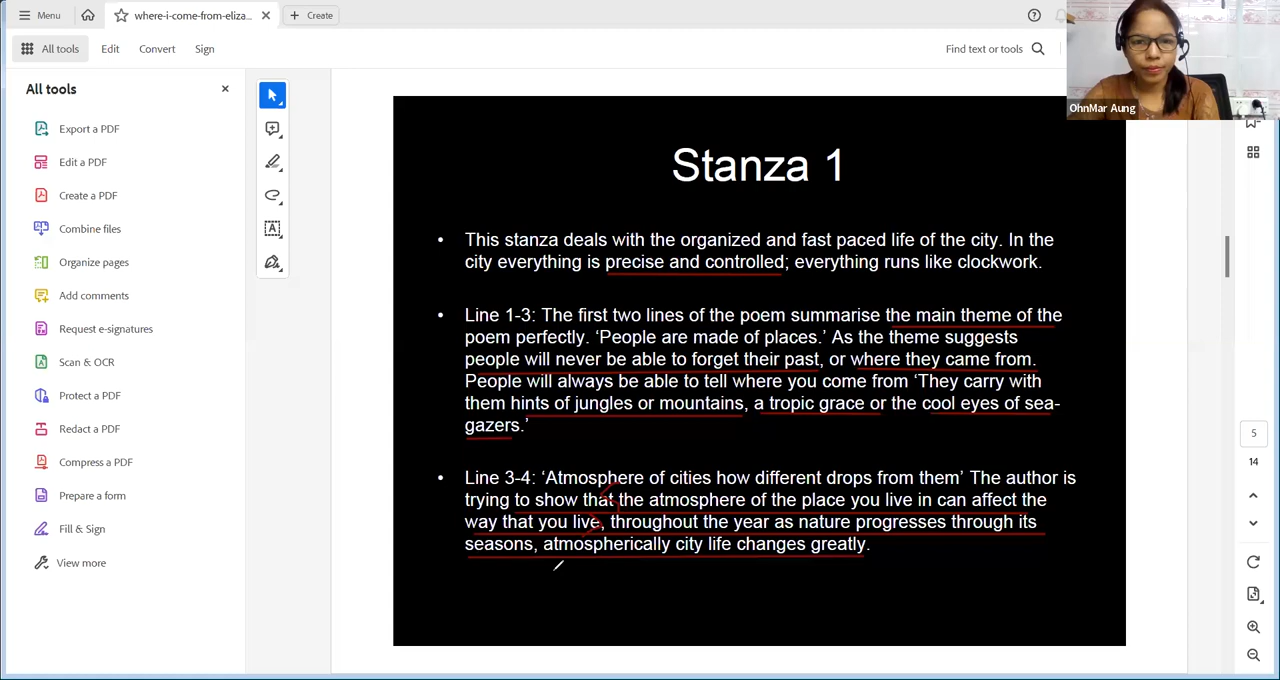 Menu
where-i-come-from-eliza...
Create
All tools
Edit
Convert
Sign
Find text or tools
OhnMar Aung
All tools
Export a PDF
Edit a PDF
Create a PDF
Combine files
Organize pages
Add comments
Request e-signatures
Scan & OCR
Protect a PDF
Redact a PDF
Compress a PDF
Prepare a form
Fill & Sign
View more
Stanza 1
• This stanza deals with the organized and fast paced life of the city. In the
city everything is precise and controlled; everything runs like clockwork.
• Line 1-3: The first two lines of the poem summarise the main theme of the
poem perfectly. ‘People are made of places.’ As the theme suggests
people will never be able to forget their past, or where they came from.
People will always be able to tell where you come from ‘They carry with
them hints of jungles or mountains, a tropic grace or the cool eyes of sea-
gazers.’
• Line 3-4: ‘Atmosphere of cities how different drops from them’ The author is
trying to show that the atmosphere of the place you live in can affect the
way that you live, throughout the year as nature progresses through its
seasons, atmospherically city life changes greatly.
5
14